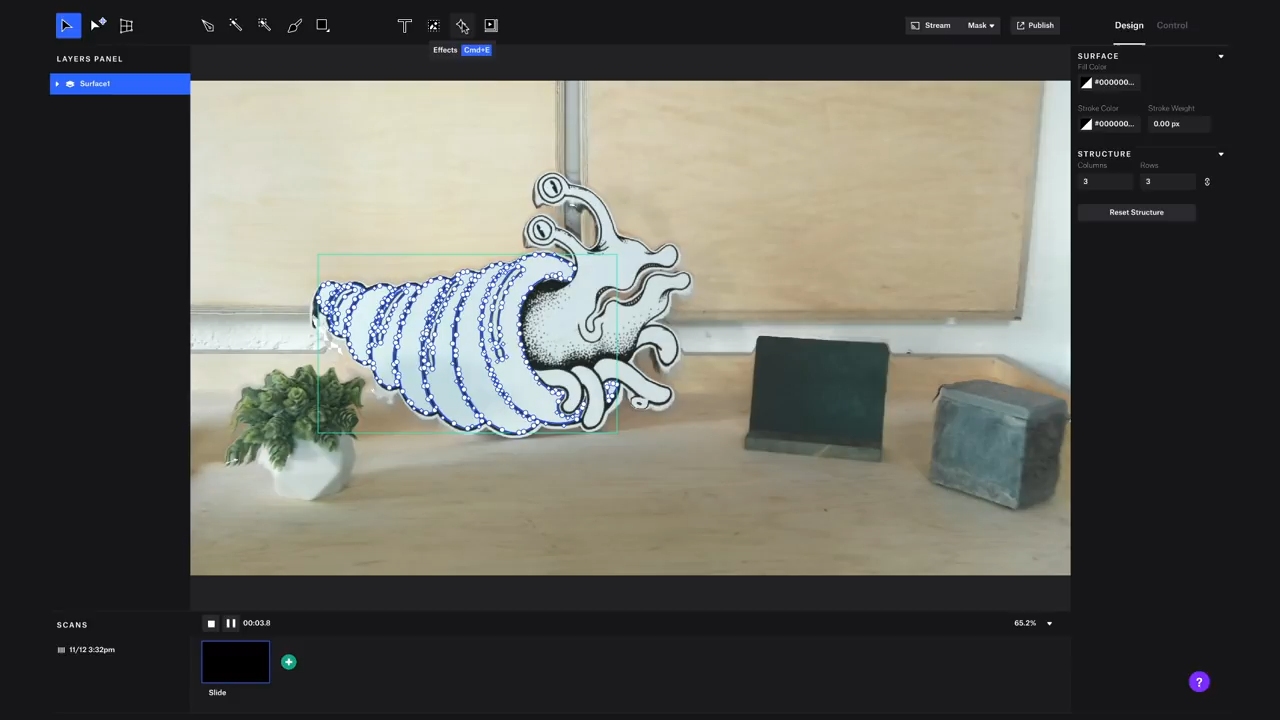 Stream
Mask
Publish
Design
Control
Effects Cmd+E
LAYERS PANEL
Surface1
SURFACE
Fill Color
#000000...
Stroke Color
Stroke Weight
#000000...
0.00 px
STRUCTURE
Columns
Rows
3
3
Reset Structure
SCANS
00:03.8
65.2%
11/12 3:32pm
Slide
?